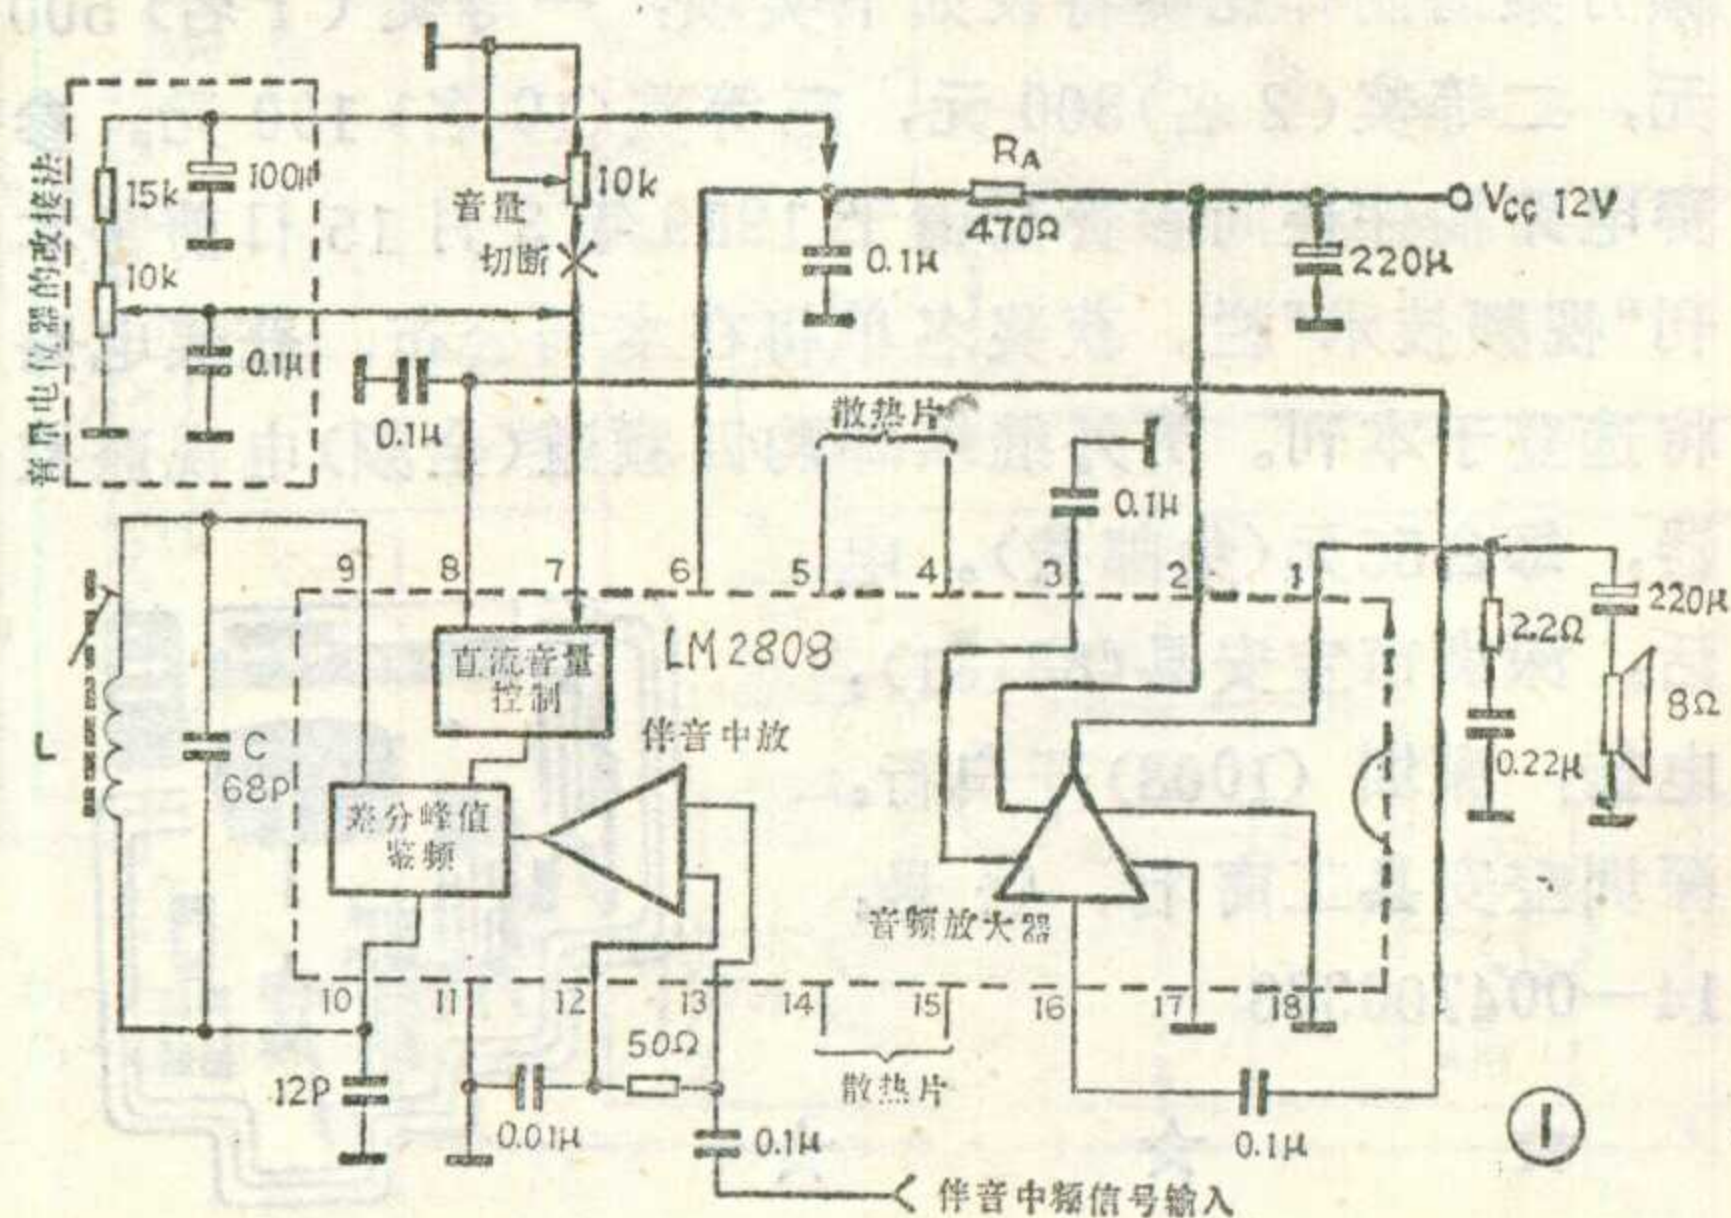 音量电位器的改接法
15k
100μ
10k
0.1μ
音量
10k
切断
RA
470Ω
VCC 12V
0.1μ
220μ
0.1μ
散热片
0.1μ
9
8
7
6
5
4
3
2
1
220μ
2.2Ω
8Ω
0.22μ
L
C
68P
直流音量
控制
LM2808
伴音中放
差分峰值
鉴频
音频放大器
10
11
12
13
14
15
16
17
18
12P
0.01μ
50Ω
0.1μ
散热片
0.1μ
伴音中频信号输入
1